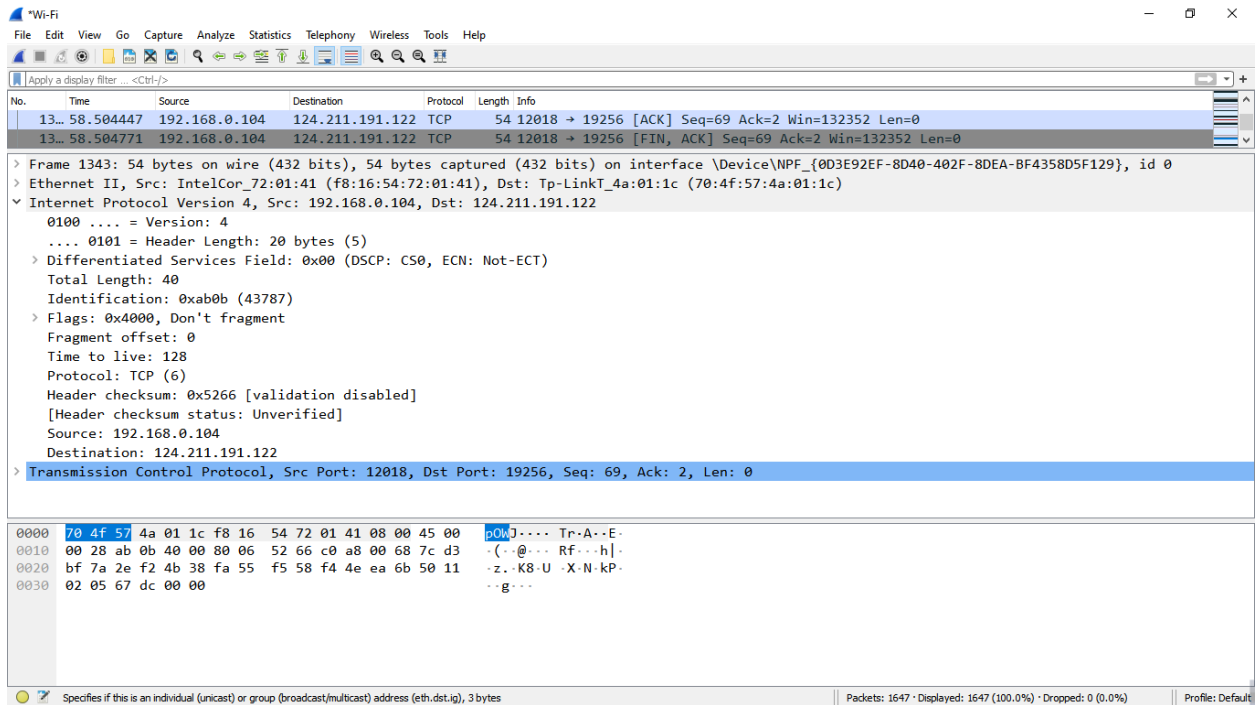 *Wi-Fi
File Edit View Go Capture Analyze Statistics Telephony Wireless Tools Help
Apply a display filter ... <Ctrl-/>
No. Time Source Destination Protocol Length Info
13… 58.504447 192.168.0.104 124.211.191.122 TCP 54 12018 → 19256 [ACK] Seq=69 Ack=2 Win=132352 Len=0
13… 58.504771 192.168.0.104 124.211.191.122 TCP 54 12018 → 19256 [FIN, ACK] Seq=69 Ack=2 Win=132352 Len=0
Frame 1343: 54 bytes on wire (432 bits), 54 bytes captured (432 bits) on interface \Device\NPF_{0D3E92EF-8D40-402F-8DEA-BF4358D5F129}, id 0
Ethernet II, Src: IntelCor_72:01:41 (f8:16:54:72:01:41), Dst: Tp-LinkT_4a:01:1c (70:4f:57:4a:01:1c)
Internet Protocol Version 4, Src: 192.168.0.104, Dst: 124.211.191.122
0100 .... = Version: 4
.... 0101 = Header Length: 20 bytes (5)
Differentiated Services Field: 0x00 (DSCP: CS0, ECN: Not-ECT)
Total Length: 40
Identification: 0xab0b (43787)
Flags: 0x4000, Don't fragment
Fragment offset: 0
Time to live: 128
Protocol: TCP (6)
Header checksum: 0x5266 [validation disabled]
[Header checksum status: Unverified]
Source: 192.168.0.104
Destination: 124.211.191.122
Transmission Control Protocol, Src Port: 12018, Dst Port: 19256, Seq: 69, Ack: 2, Len: 0
0000 70 4f 57 4a 01 1c f8 16 54 72 01 41 08 00 45 00 pOWJ···· Tr·A··E·
0010 00 28 ab 0b 40 00 80 06 52 66 c0 a8 00 68 7c d3 ·(··@··· Rf···h|·
0020 bf 7a 2e f2 4b 38 fa 55 f5 58 f4 4e ea 6b 50 11 ·z.·K8·U ·X·N·kP·
0030 02 05 67 dc 00 00 ··g···
Specifies if this is an individual (unicast) or group (broadcast/multicast) address (eth.dst.ig), 3 bytes
Packets: 1647 · Displayed: 1647 (100.0%) · Dropped: 0 (0.0%)
Profile: Default